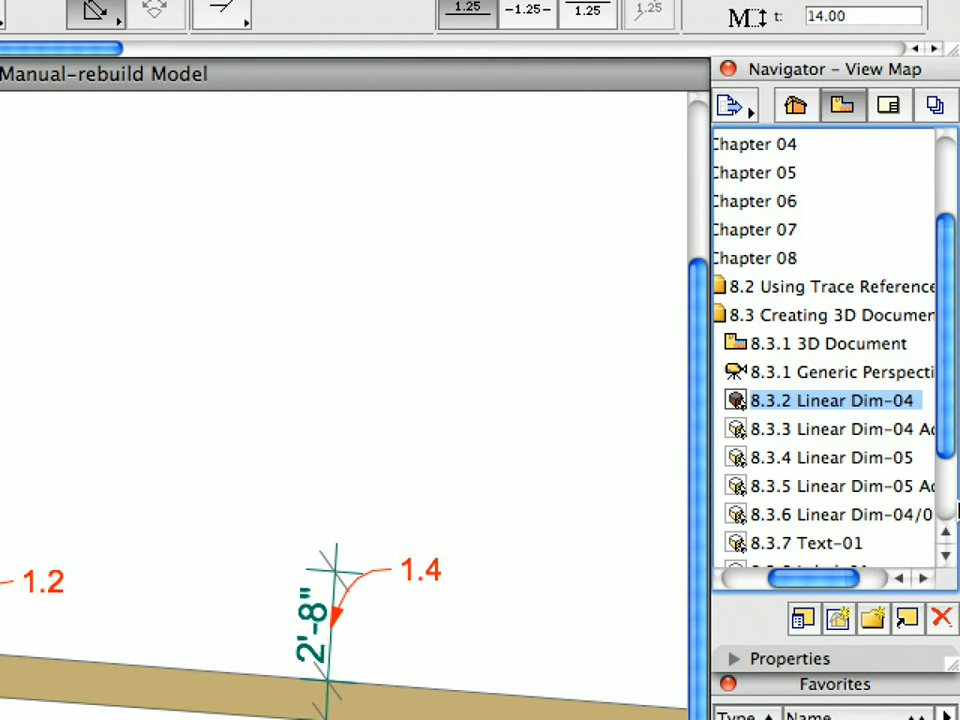 1.25
-1.25-
1.25
1.25
M
t:
14.00
Manual-rebuild Model
Navigator - View Map
Chapter 04
Chapter 05
Chapter 06
Chapter 07
Chapter 08
8.2 Using Trace Reference
8.3 Creating 3D Documen
8.3.1 3D Document
8.3.1 Generic Perspecti
8.3.2 Linear Dim-04
8.3.3 Linear Dim-04 Ad
8.3.4 Linear Dim-05
8.3.5 Linear Dim-05 Ad
8.3.6 Linear Dim-04/0
8.3.7 Text-01
1.2
1.4
2'-8"
Properties
Favorites
Type
Name